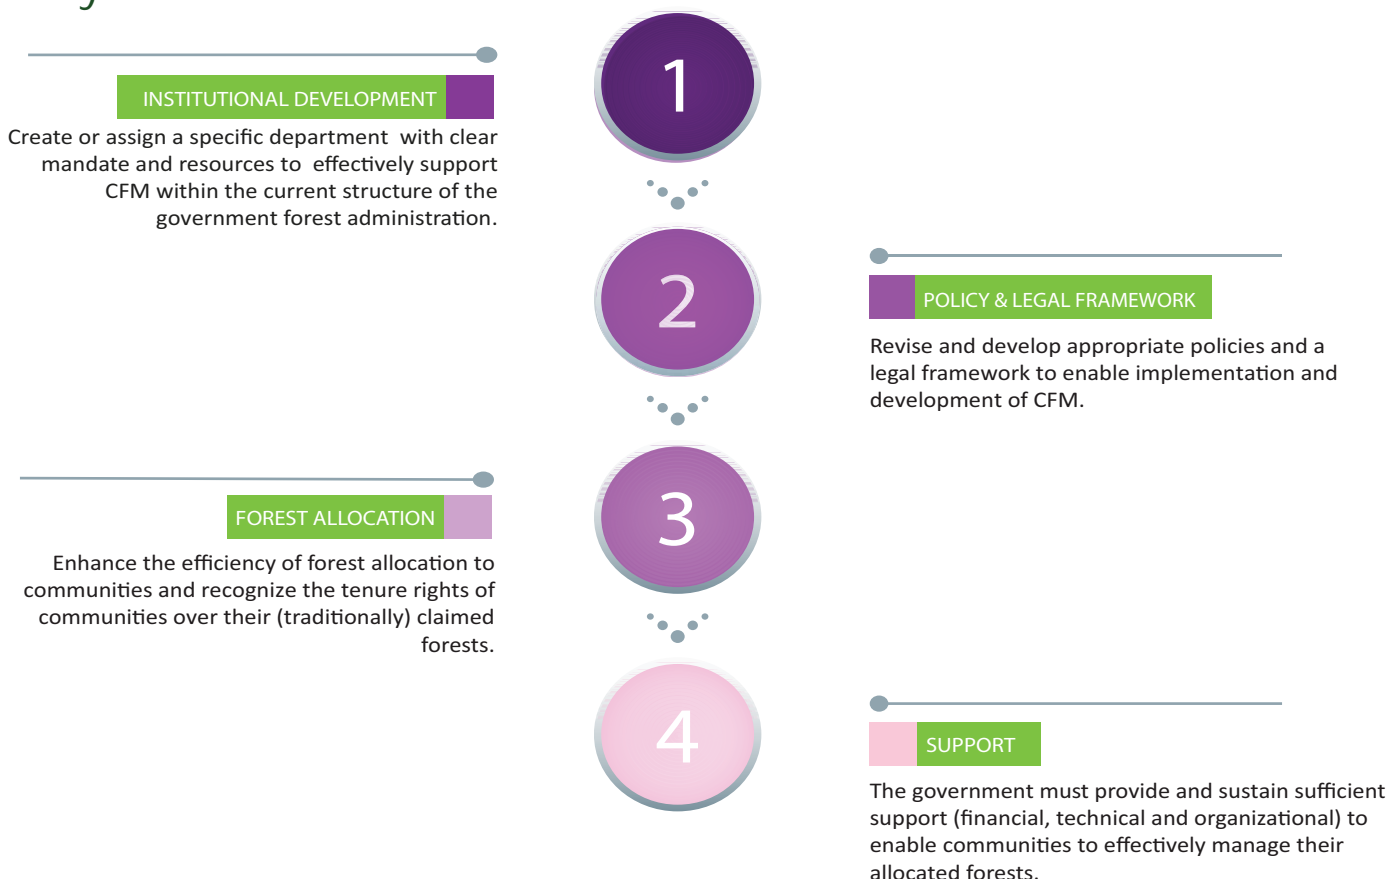 1
INSTITUTIONAL DEVELOPMENT
Create or assign a specific department with clear
mandate and resources to effectively support
CFM within the current structure of the
government forest administration.
2
POLICY & LEGAL FRAMEWORK
Revise and develop appropriate policies and a
legal framework to enable implementation and
development of CFM.
3
FOREST ALLOCATION
Enhance the efficiency of forest allocation to
communities and recognize the tenure rights of
communities over their (traditionally) claimed
forests.
4
SUPPORT
The government must provide and sustain sufficient
support (financial, technical and organizational) to
enable communities to effectively manage their
allocated forests.